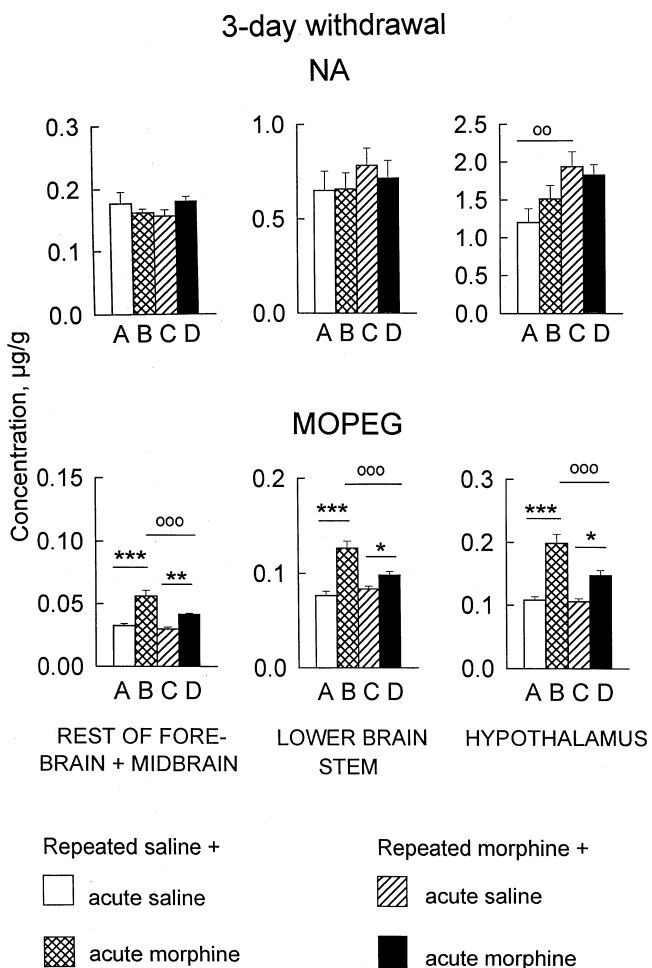 3-day withdrawal
NA
0.3 1.0 2.5
oo
2.0
0.2
0.5 1.5
0.1 1.0
0.5
0.0 0.0 0.0
A B C D A B C D A B C D
Concentration, µg/g
MOPEG
0.15 0.2 0.3
ooo ooo ooo
*** *** ***
0.10 0.2
** * *
0.1
0.05 0.1
0.00 0.0 0.0
A B C D A B C D A B C D
REST OF FORE- LOWER BRAIN HYPOTHALAMUS
BRAIN + MIDBRAIN STEM
Repeated saline + Repeated morphine +
acute saline acute saline
acute morphine acute morphine